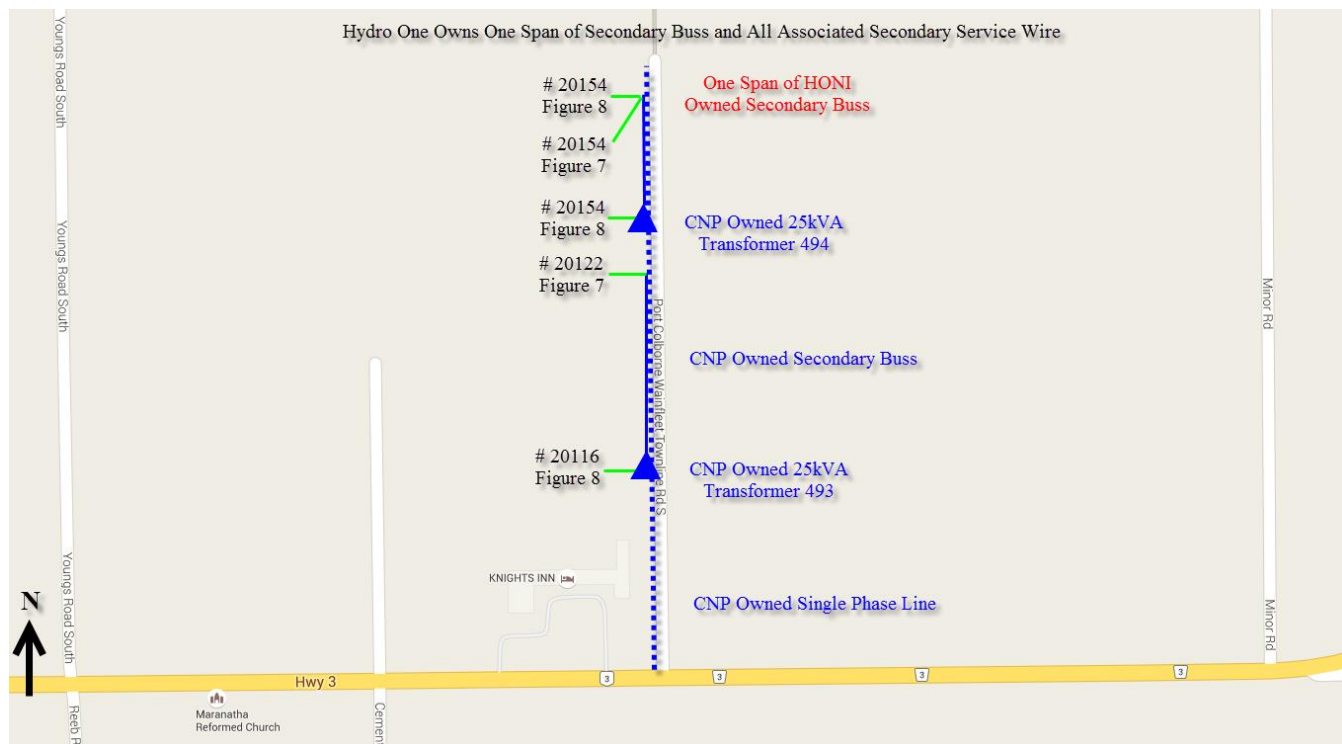 Hydro One Owns One Span of Secondary Buss and All Associated Secondary Service Wire
Youngs Road South
# 20154
Figure 8
One Span of HONI
Owned Secondary Buss
# 20154
Figure 7
# 20154
Figure 8
CNP Owned 25kVA
Transformer 494
Youngs Road South
# 20122
Figure 7
Minor Rd
Port Colborne Wainfleet Townline Rd S
CNP Owned Secondary Buss
# 20116
Figure 8
CNP Owned 25kVA
Transformer 493
Youngs Road South
KNIGHTS INN
CNP Owned Single Phase Line
Minor Rd
N
Hwy 3
3
3
3
3
Maranatha
Reformed Church
Reeb R
Cement